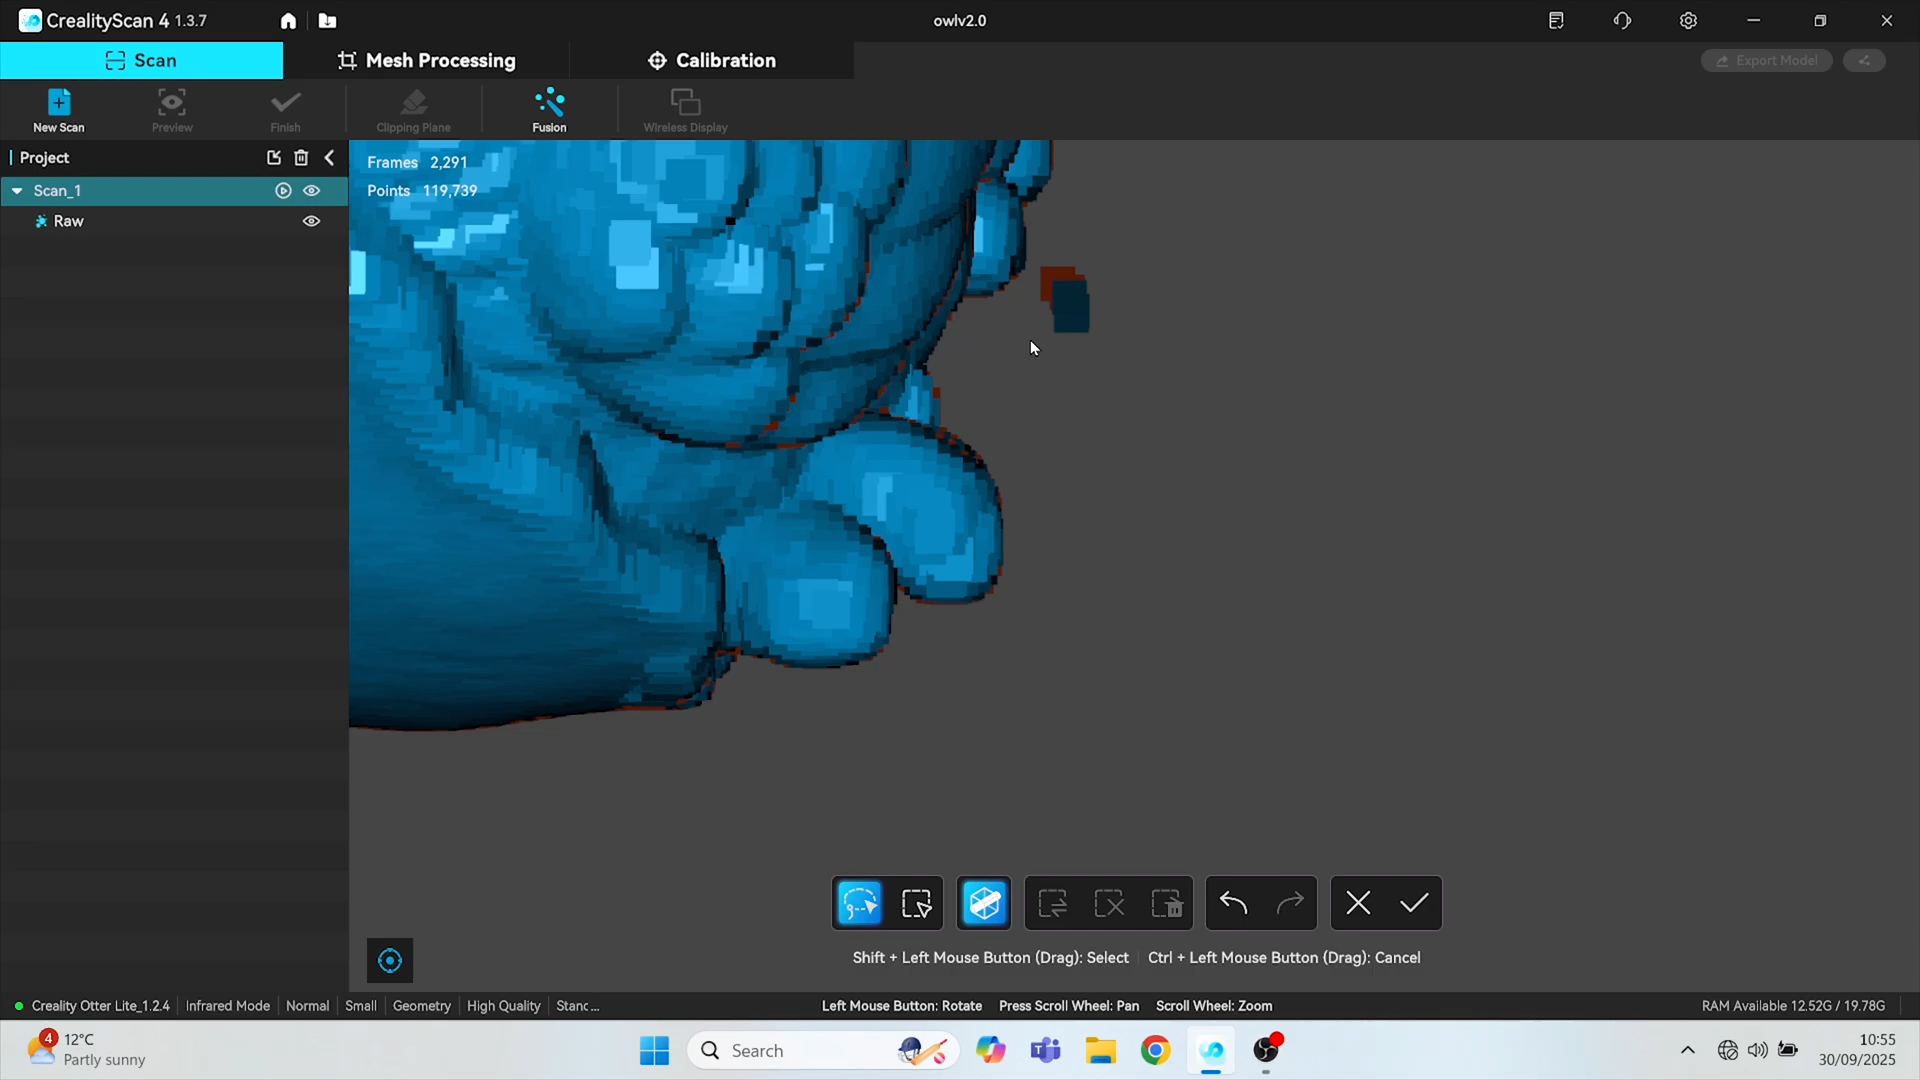 CrealityScan 4 1.3.7
owlv2.0
Scan
Mesh Processing
Calibration
Export Model
New Scan
Preview
Finish
Clipping Plane
Fusion
Wireless Display
Project
Scan_1
Raw
Frames 2,291
Points 119,739
Shift + Left Mouse Button (Drag): Select
Ctrl + Left Mouse Button (Drag): Cancel
Creality Otter Lite_1.2.4
Infrared Mode
Normal
Small
Geometry
High Quality
Stanc...
Left Mouse Button: Rotate
Press Scroll Wheel: Pan
Scroll Wheel: Zoom
RAM Available 12.52G / 19.78G
4
12°C
Partly sunny
Search
10:55
30/09/2025